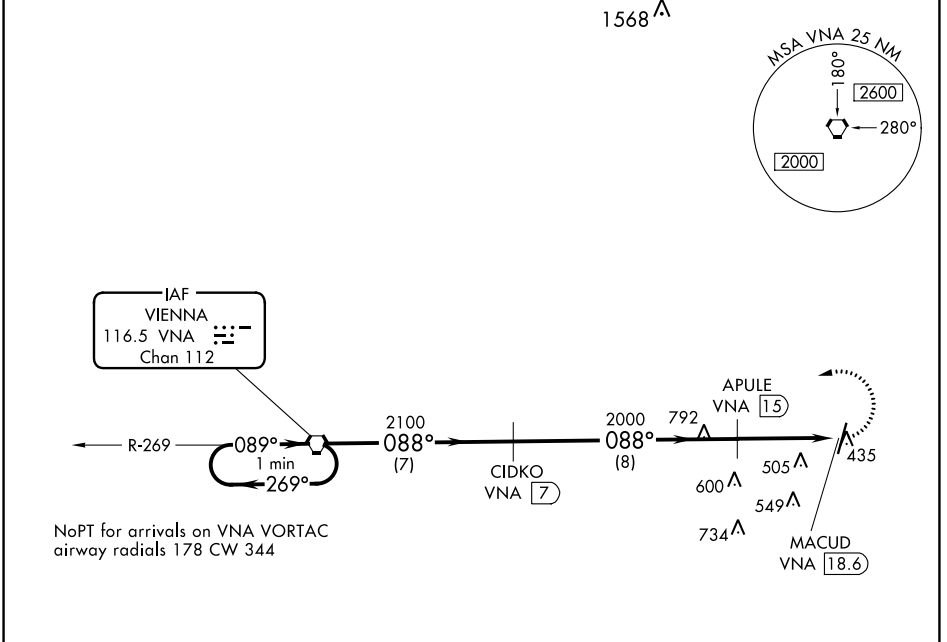 1568
MSA VNA 25 NM
180°
2600
280°
2000
IAF
VIENNA
116.5 VNA
Chan 112
R-269
089°
1 min
269°
2100
088°
(7)
CIDKO
VNA 7
2000
088°
(8)
792
APULE
VNA 15
435
505
600
549
734
MACUD
VNA 18.6
NoPT for arrivals on VNA VORTAC
airway radials 178 CW 344